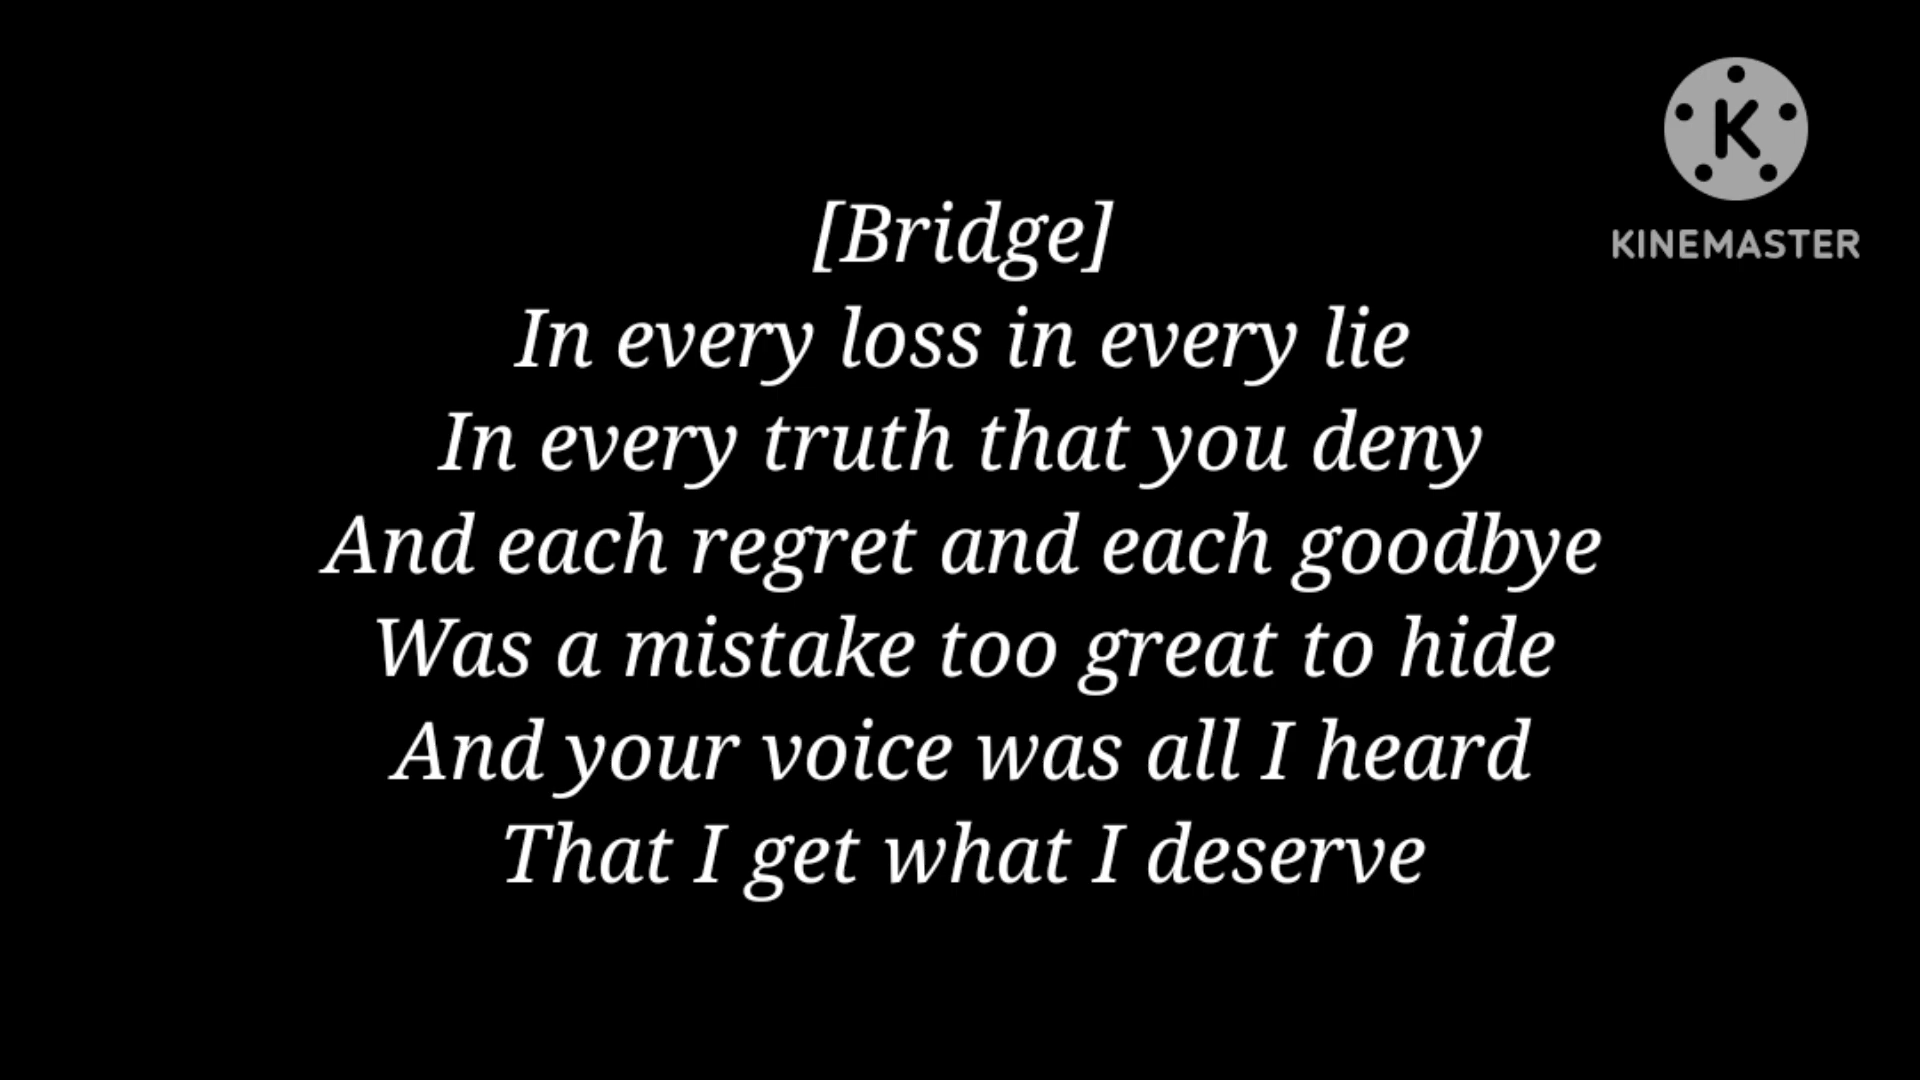 [Bridge]
In every loss in every lie
In every truth that you deny
And each regret and each goodbye
Was a mistake too great to hide
And your voice was all I heard
That I get what I deserve
K
KINEMASTER